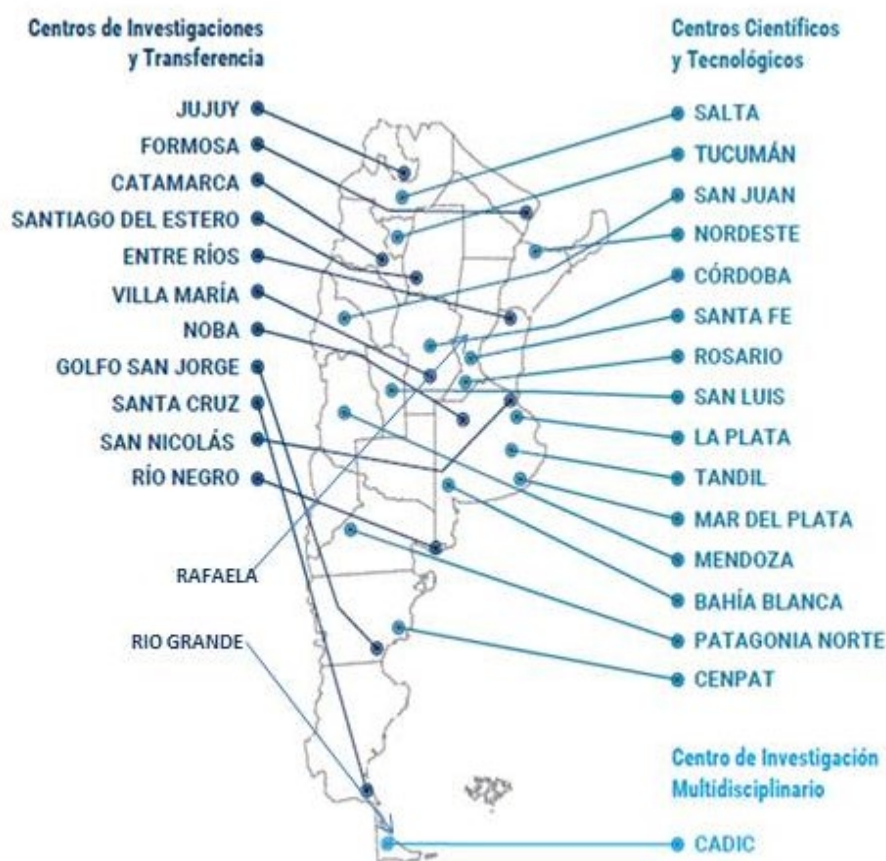 Centros de Investigaciones
y Transferencia
JUJUY
FORMOSA
CATAMARCA
SANTIAGO DEL ESTERO
ENTRE RÍOS
VILLA MARÍA
NOBA
GOLFO SAN JORGE
SANTA CRUZ
SAN NICOLÁS
RÍO NEGRO
RAFAELA
RIO GRANDE
Centros Científicos
y Tecnológicos
SALTA
TUCUMÁN
SAN JUAN
NORDESTE
CÓRDOBA
SANTA FE
ROSARIO
SAN LUIS
LA PLATA
TANDIL
MAR DEL PLATA
MENDOZA
BAHÍA BLANCA
PATAGONIA NORTE
CENPAT
Centro de Investigación
Multidisciplinario
CADIC